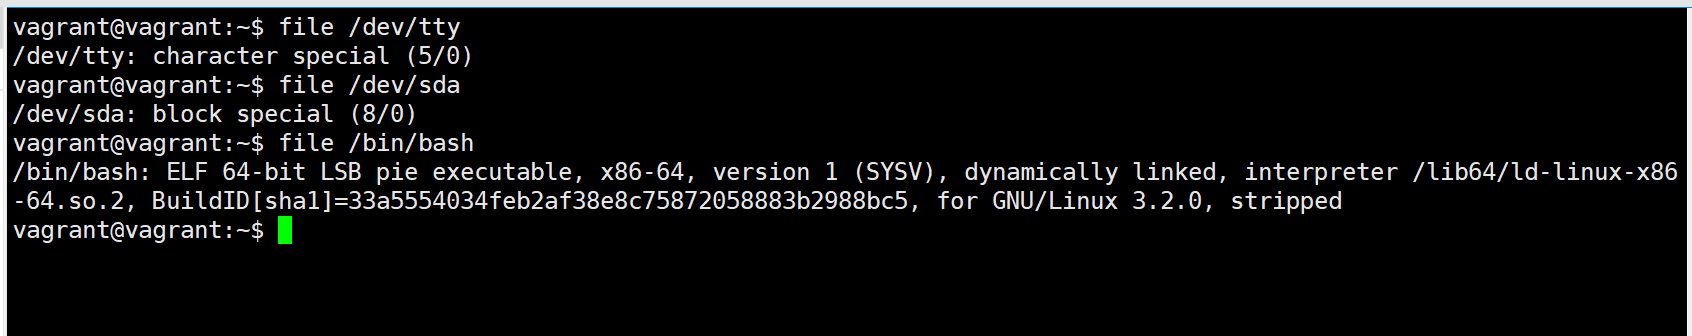 vagrant@vagrant:~$ file /dev/tty
/dev/tty: character special (5/0)
vagrant@vagrant:~$ file /dev/sda
/dev/sda: block special (8/0)
vagrant@vagrant:~$ file /bin/bash
/bin/bash: ELF 64-bit LSB pie executable, x86-64, version 1 (SYSV), dynamically linked, interpreter /lib64/ld-linux-x86
-64.so.2, BuildID[sha1]=33a5554034feb2af38e8c75872058883b2988bc5, for GNU/Linux 3.2.0, stripped
vagrant@vagrant:~$